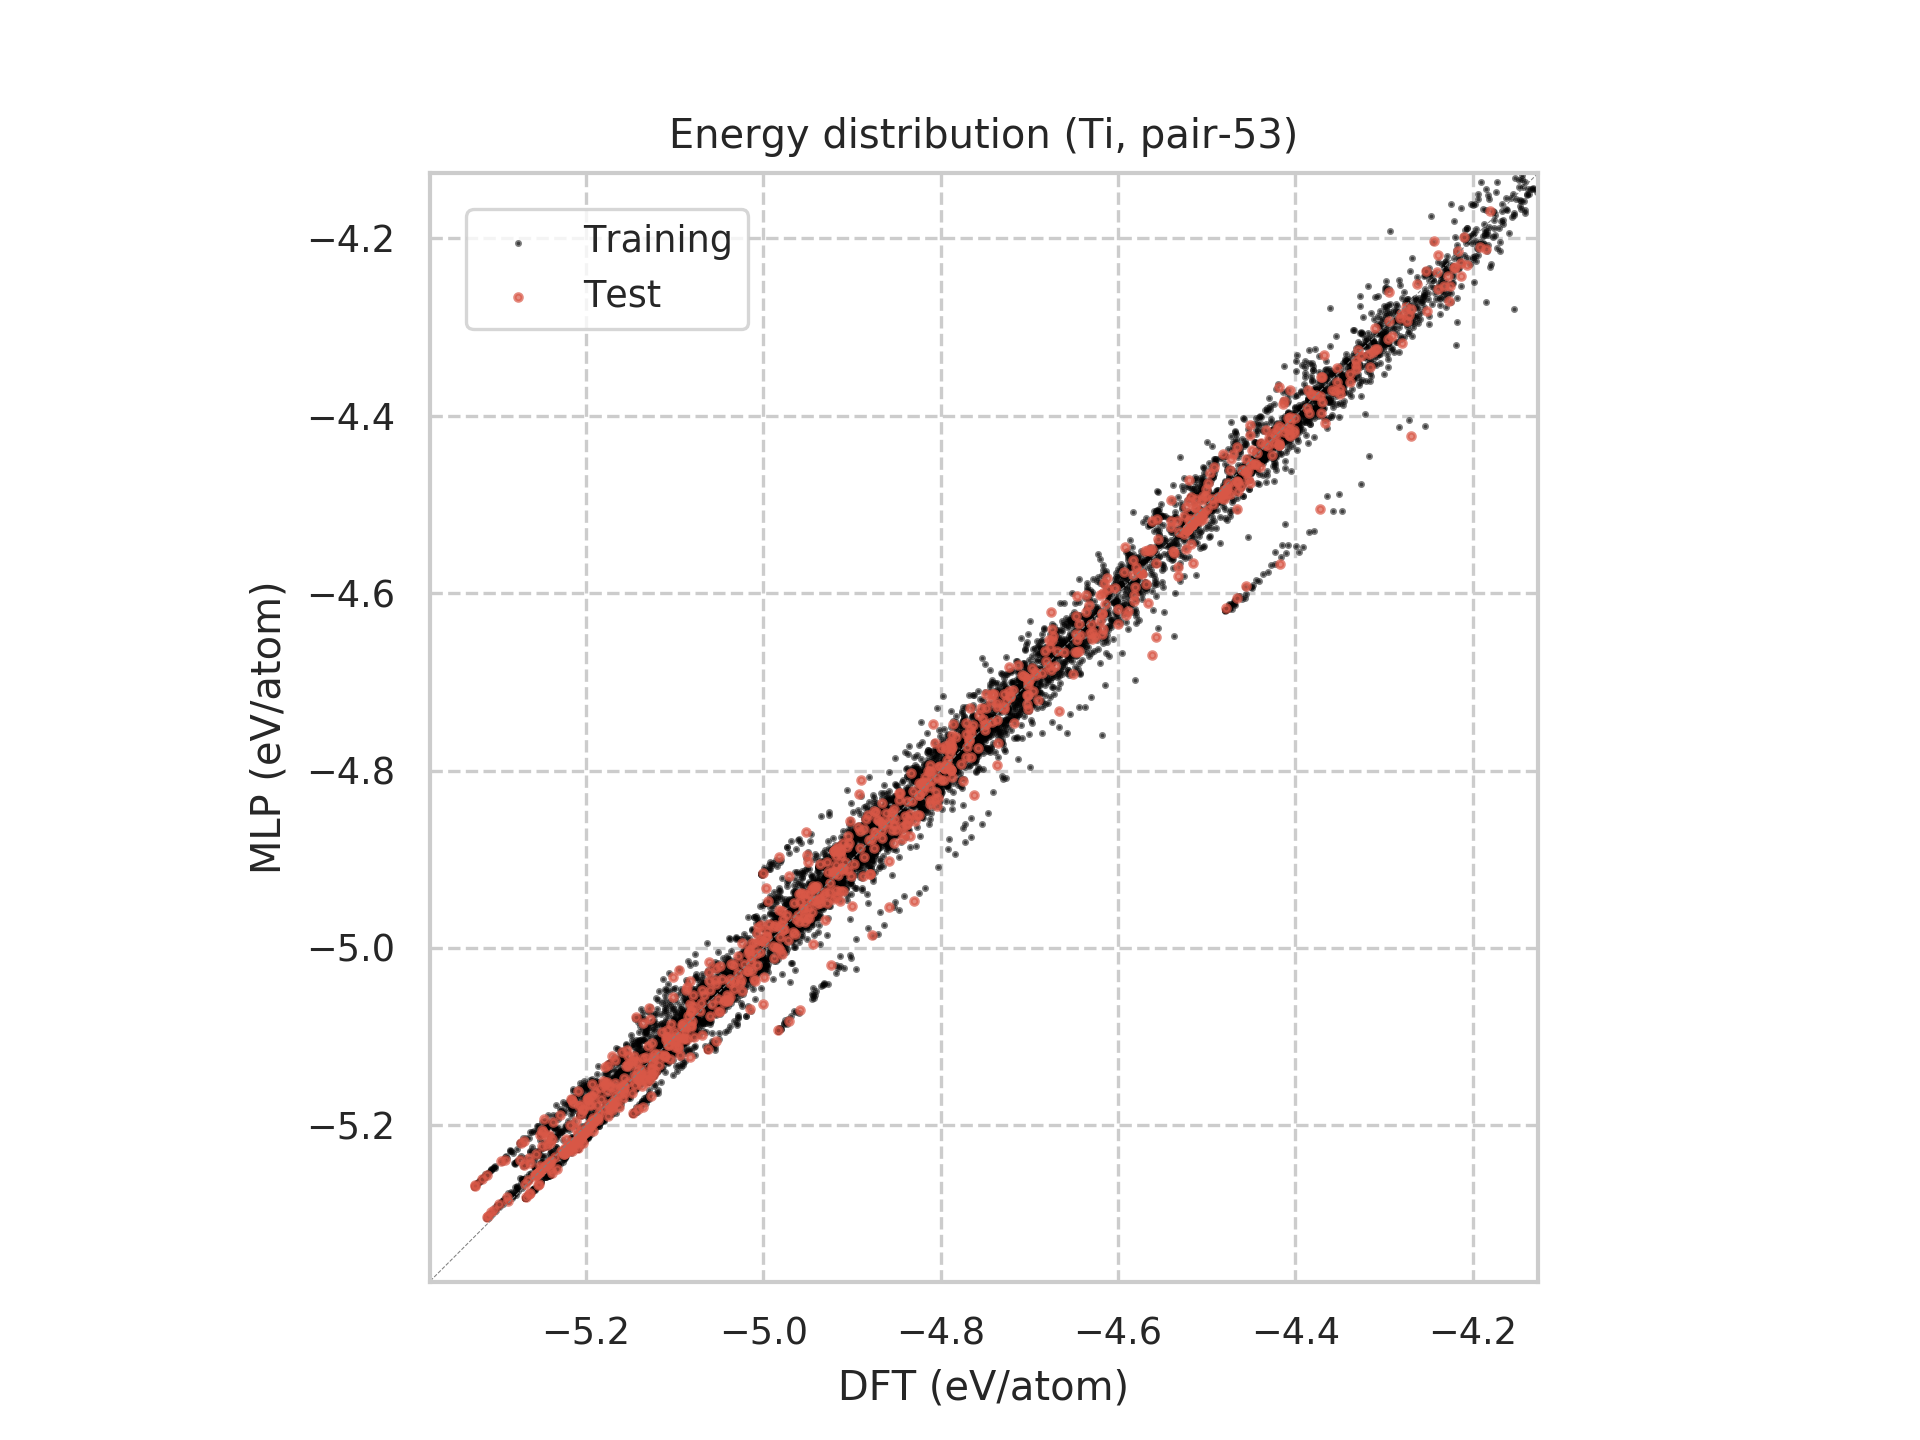 Energy distribution (Ti, pair-53)
Training
Test
−4.2
−4.4
−4.6
−4.8
−5.0
−5.2
MLP (eV/atom)
−5.2 −5.0 −4.8 −4.6 −4.4 −4.2
DFT (eV/atom)